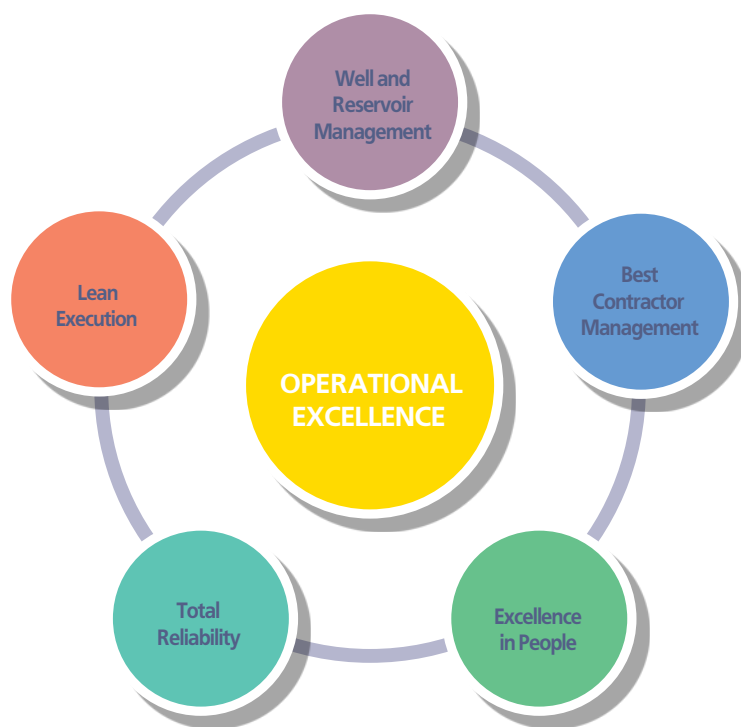 Well and
Reservoir
Management
Best
Contractor
Management
Lean
Execution
OPERATIONAL
EXCELLENCE
Total
Reliability
Excellence
in People